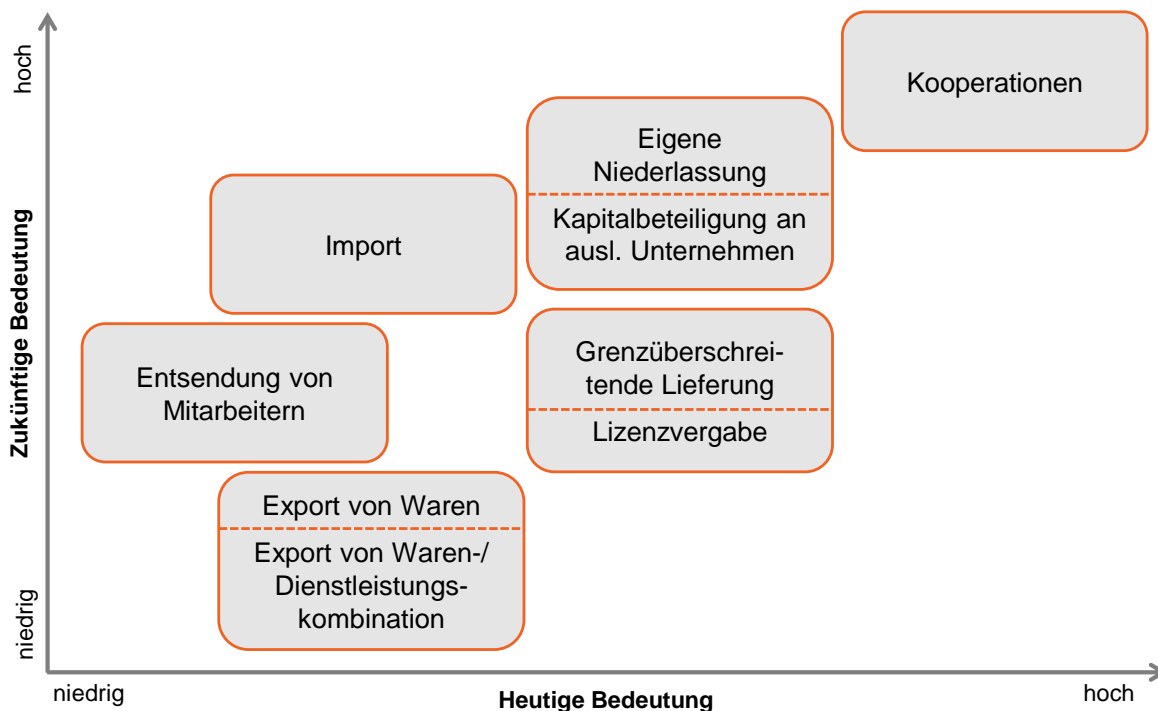 hoch
Kooperationen
Eigene
Niederlassung
Kapitalbeteiligung an
ausl. Unternehmen
Import
Zukünftige Bedeutung
Grenzüberschrei-
tende Lieferung
Lizenzvergabe
Entsendung von
Mitarbeitern
Export von Waren
Export von Waren-/
Dienstleistungs-
kombination
niedrig
niedrig
Heutige Bedeutung
hoch